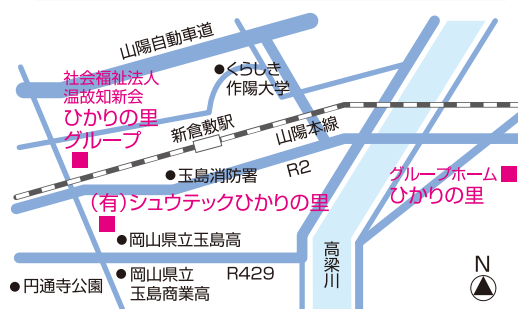 山陽自動車道
くらしき
作陽大学
社会福祉法人
温故知新会
ひかりの里
グループ
新倉敷駅
山陽本線
玉島消防署
R2
グループホーム
ひかりの里
（有）シュウテックひかりの里
岡山県立玉島高
高梁川
岡山県立
玉島商業高
R429
円通寺公園
N